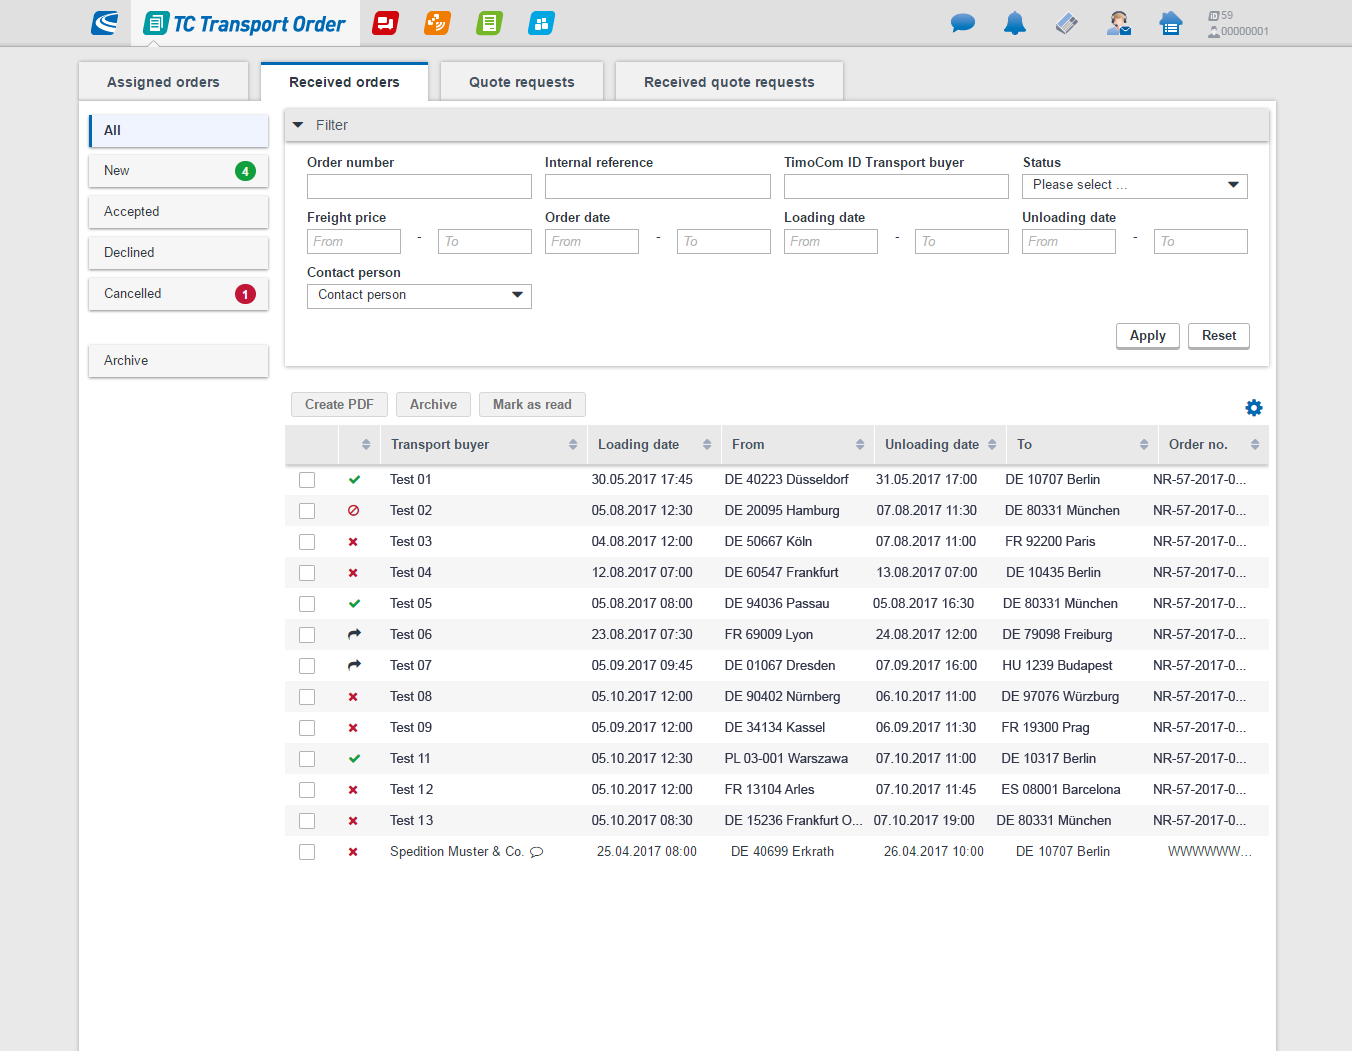 TC Transport Order
ID 59
00000001
Assigned orders
Received orders
Quote requests
Received quote requests
All
New 4
Accepted
Declined
Cancelled 1
Archive
Filter
Order number Internal reference TimoCom ID Transport buyer Status
Please select ...
Freight price Order date Loading date Unloading date
From - To From - To From - To From - To
Contact person
Contact person
Apply Reset
Create PDF Archive Mark as read
Transport buyer Loading date From Unloading date To Order no.
Test 01 30.05.2017 17:45 DE 40223 Düsseldorf 31.05.2017 17:00 DE 10707 Berlin NR-57-2017-0...
Test 02 05.08.2017 12:30 DE 20095 Hamburg 07.08.2017 11:30 DE 80331 München NR-57-2017-0...
Test 03 04.08.2017 12:00 DE 50667 Köln 07.08.2017 11:00 FR 92200 Paris NR-57-2017-0...
Test 04 12.08.2017 07:00 DE 60547 Frankfurt 13.08.2017 07:00 DE 10435 Berlin NR-57-2017-0...
Test 05 05.08.2017 08:00 DE 94036 Passau 05.08.2017 16:30 DE 80331 München NR-57-2017-0...
Test 06 23.08.2017 07:30 FR 69009 Lyon 24.08.2017 12:00 DE 79098 Freiburg NR-57-2017-0...
Test 07 05.09.2017 09:45 DE 01067 Dresden 07.09.2017 16:00 HU 1239 Budapest NR-57-2017-0...
Test 08 05.10.2017 12:00 DE 90402 Nürnberg 06.10.2017 11:00 DE 97076 Würzburg NR-57-2017-0...
Test 09 05.09.2017 12:00 DE 34134 Kassel 06.09.2017 11:30 FR 19300 Prag NR-57-2017-0...
Test 11 05.10.2017 12:30 PL 03-001 Warszawa 07.10.2017 11:00 DE 10317 Berlin NR-57-2017-0...
Test 12 05.10.2017 12:00 FR 13104 Arles 07.10.2017 11:45 ES 08001 Barcelona NR-57-2017-0...
Test 13 05.10.2017 08:30 DE 15236 Frankfurt O... 07.10.2017 19:00 DE 80331 München NR-57-2017-0...
Spedition Muster & Co. 25.04.2017 08:00 DE 40699 Erkrath 26.04.2017 10:00 DE 10707 Berlin WWWWWW...